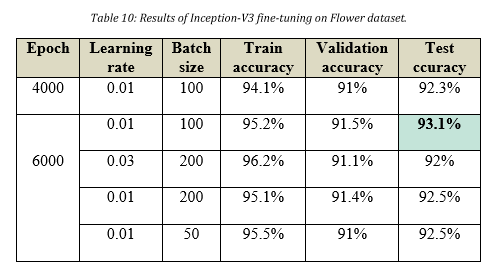 Table 10: Results of Inception-V3 fine-tuning on Flower dataset.
Epoch Learning rate Batch size Train accuracy Validation accuracy Test ccuracy
4000 0.01 100 94.1% 91% 92.3%
6000 0.01 100 95.2% 91.5% 93.1%
0.03 200 96.2% 91.1% 92%
0.01 200 95.1% 91.4% 92.5%
0.01 50 95.5% 91% 92.5%